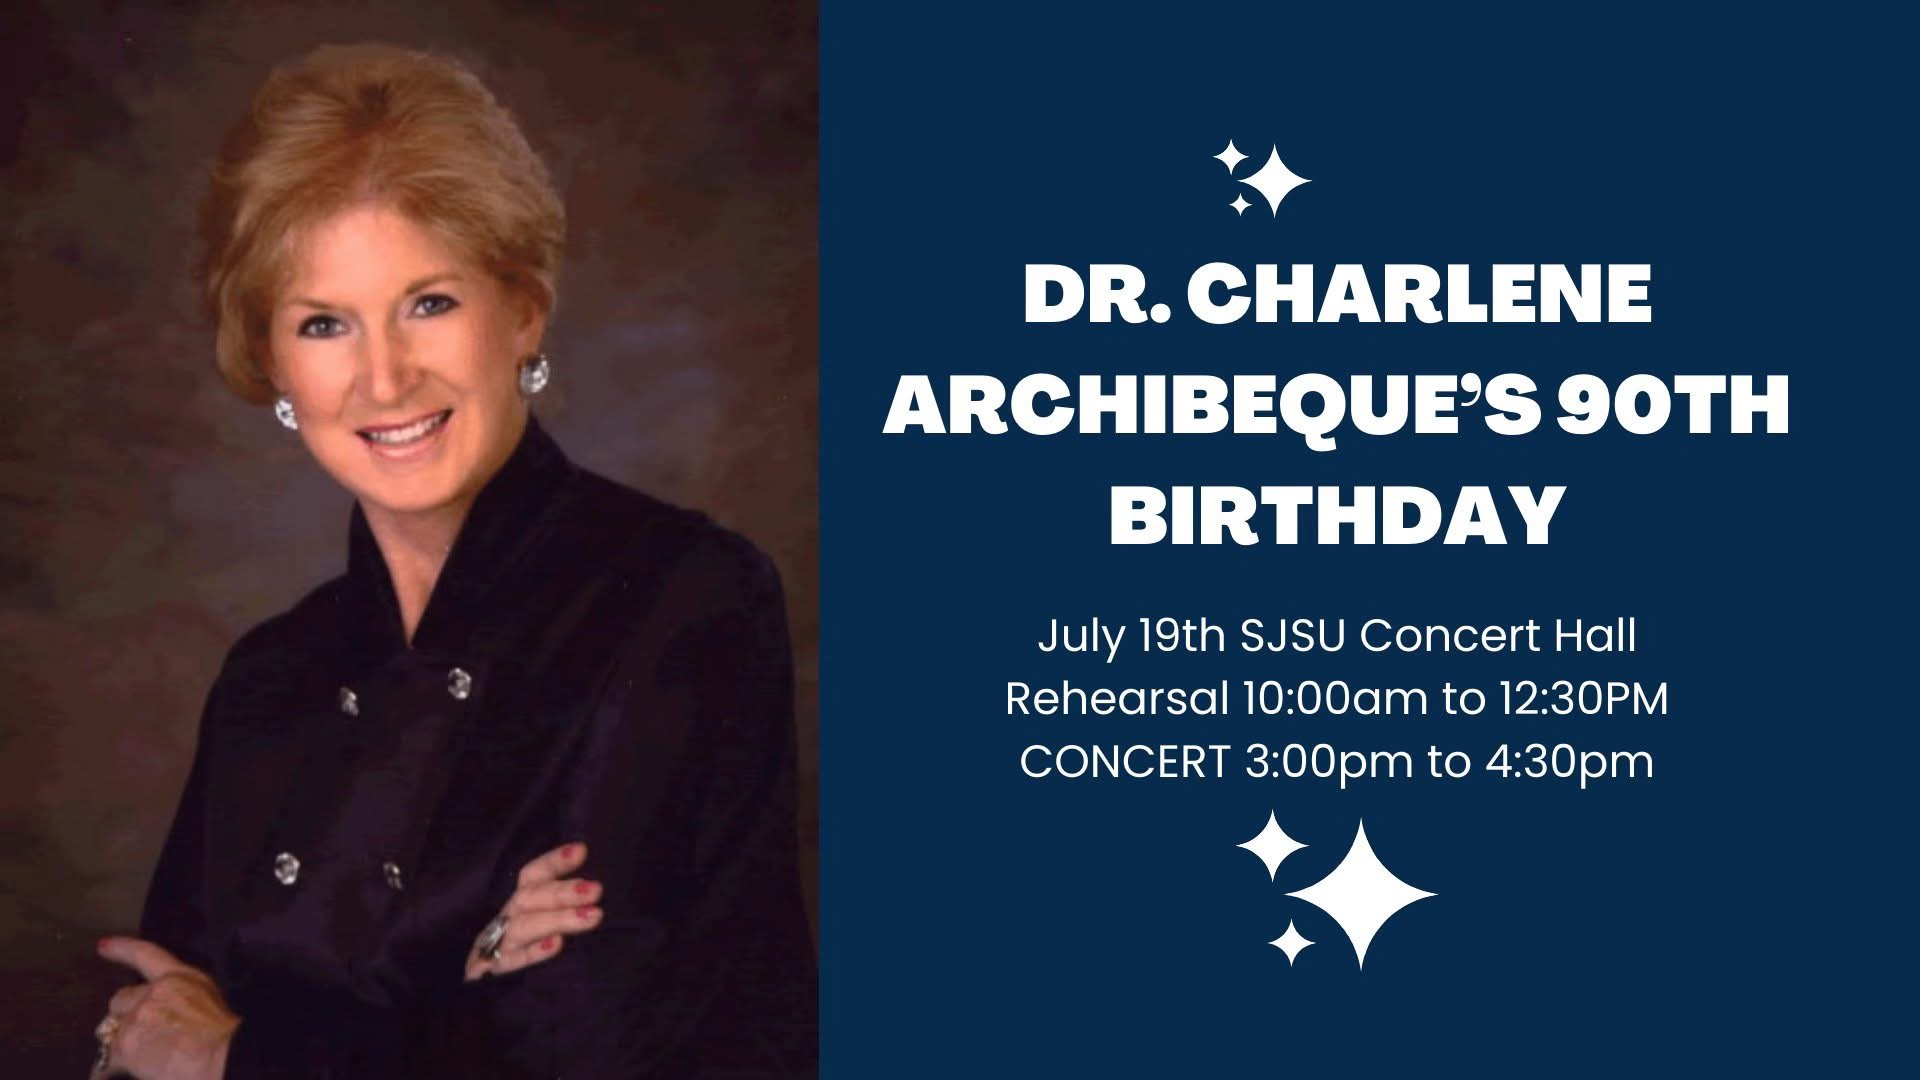 DR. CHARLENE
ARCHIBEQUE’S 90TH
BIRTHDAY
July 19th SJSU Concert Hall
Rehearsal 10:00am to 12:30PM
CONCERT 3:00pm to 4:30pm